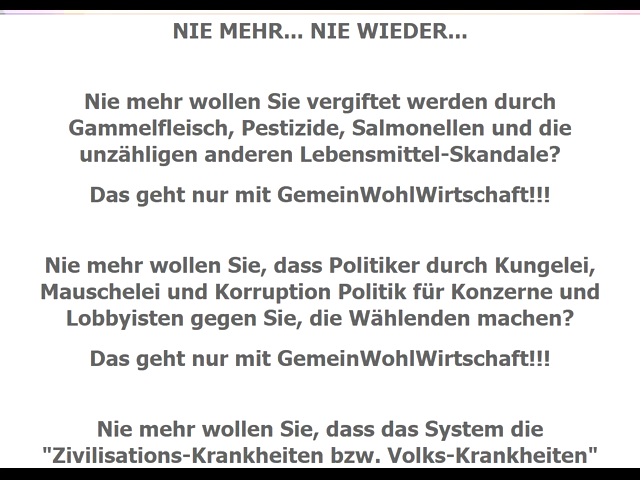 NIE MEHR... NIE WIEDER...
Nie mehr wollen Sie vergiftet werden durch
Gammelfleisch, Pestizide, Salmonellen und die
unzähligen anderen Lebensmittel-Skandale?
Das geht nur mit GemeinWohlWirtschaft!!!
Nie mehr wollen Sie, dass Politiker durch Kungelei,
Mauschelei und Korruption Politik für Konzerne und
Lobbyisten gegen Sie, die Wählenden machen?
Das geht nur mit GemeinWohlWirtschaft!!!
Nie mehr wollen Sie, dass das System die
"Zivilisations-Krankheiten bzw. Volks-Krankheiten"